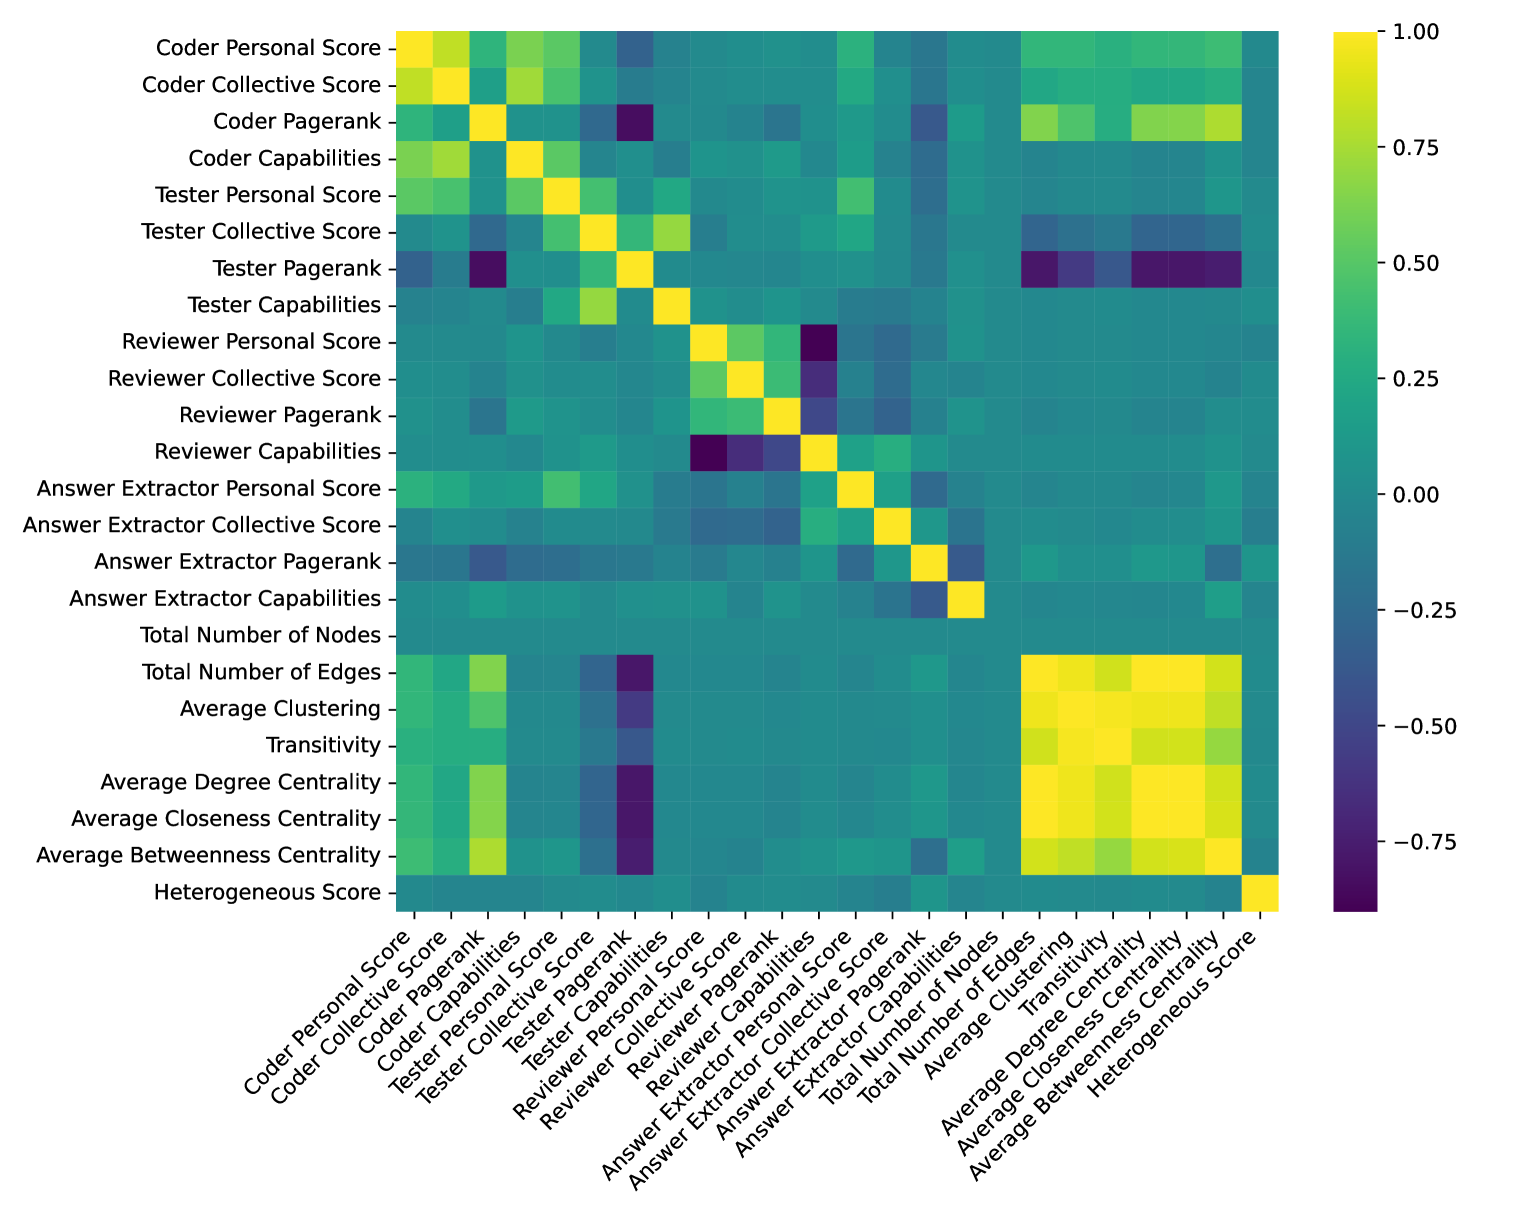 Coder Personal Score
Coder Collective Score
Coder Pagerank
Coder Capabilities
Tester Personal Score
Tester Collective Score
Tester Pagerank
Tester Capabilities
Reviewer Personal Score
Reviewer Collective Score
Reviewer Pagerank
Reviewer Capabilities
Answer Extractor Personal Score
Answer Extractor Collective Score
Answer Extractor Pagerank
Answer Extractor Capabilities
Total Number of Nodes
Total Number of Edges
Average Clustering
Transitivity
Average Degree Centrality
Average Closeness Centrality
Average Betweenness Centrality
Heterogeneous Score
Coder Personal Score
Coder Collective Score
Coder Pagerank
Coder Capabilities
Tester Personal Score
Tester Collective Score
Tester Pagerank
Tester Capabilities
Reviewer Personal Score
Reviewer Collective Score
Reviewer Pagerank
Reviewer Capabilities
Answer Extractor Personal Score
Answer Extractor Collective Score
Answer Extractor Pagerank
Answer Extractor Capabilities
Total Number of Nodes
Total Number of Edges
Average Clustering
Transitivity
Average Degree Centrality
Average Closeness Centrality
Average Betweenness Centrality
Heterogeneous Score
1.00
0.75
0.50
0.25
0.00
−0.25
−0.50
−0.75